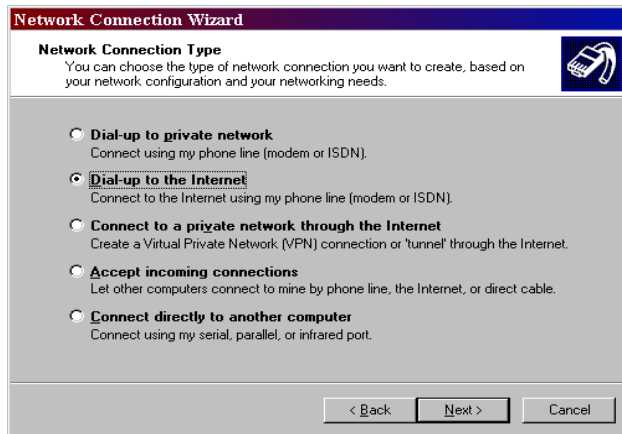 Network Connection Wizard
Network Connection Type
You can choose the type of network connection you want to create, based on
your network configuration and your networking needs.
Dial-up to private network
Connect using my phone line (modem or ISDN).
Dial-up to the Internet
Connect to the Internet using my phone line (modem or ISDN).
Connect to a private network through the Internet
Create a Virtual Private Network (VPN) connection or 'tunnel' through the Internet.
Accept incoming connections
Let other computers connect to mine by phone line, the Internet, or direct cable.
Connect directly to another computer
Connect using my serial, parallel, or infrared port.
< Back Next > Cancel